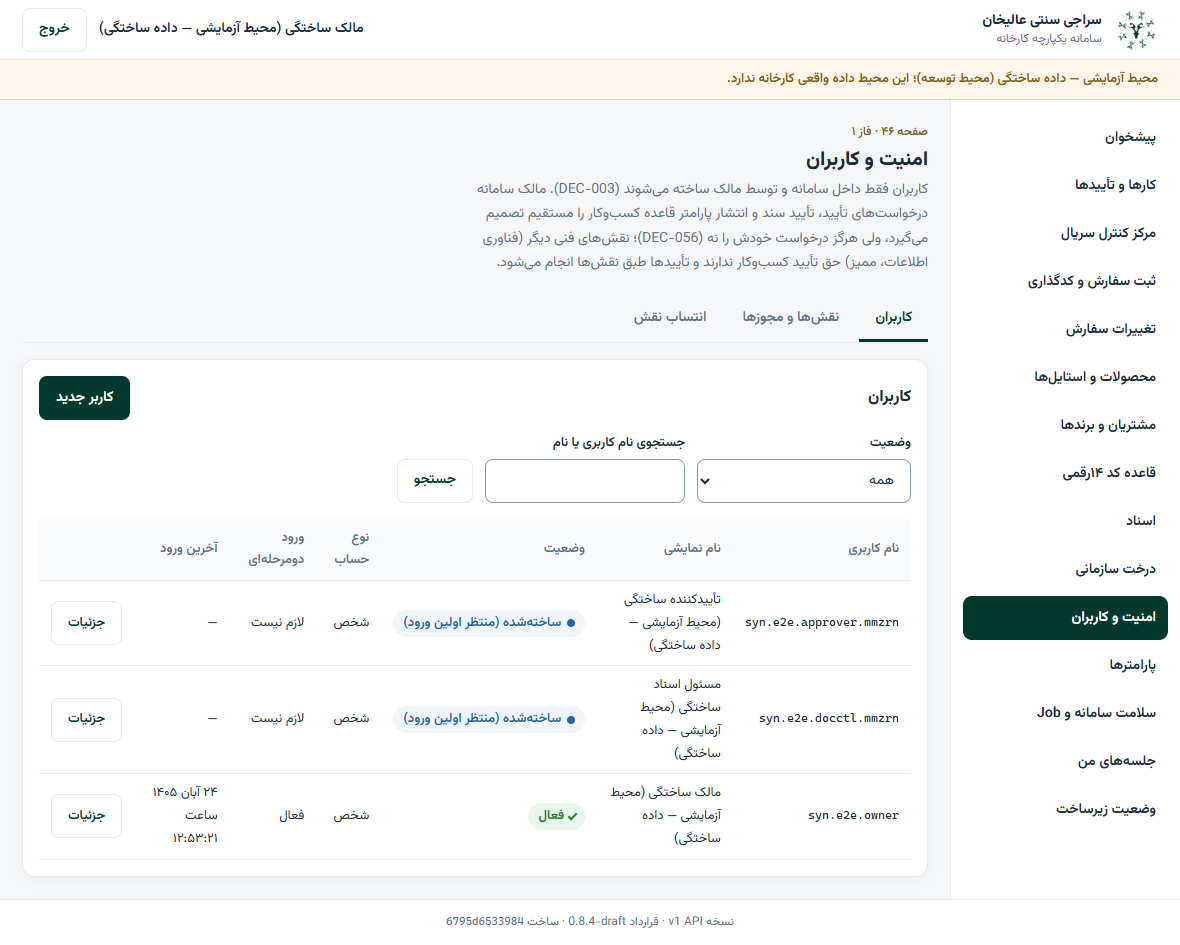 سراجی سنتی عالیخان
سامانه یکپارچه کارخانه
مالک ساختگی (محیط آزمایشی — داده ساختگی)
خروج
محیط آزمایشی — داده ساختگی (محیط توسعه)؛ این محیط داده واقعی کارخانه ندارد.
پیشخوان
کارها و تأییدها
مرکز کنترل سریال
ثبت سفارش و کدگذاری
تغییرات سفارش
محصولات و استایل‌ها
مشتریان و برندها
قاعده کد ۱۴رقمی
اسناد
درخت سازمانی
امنیت و کاربران
پارامترها
سلامت سامانه و Job
جلسه‌های من
وضعیت زیرساخت
صفحه ۴۶ · فاز ۱
امنیت و کاربران
کاربران فقط داخل سامانه و توسط مالک ساخته می‌شوند (DEC-003). مالک سامانه
درخواست‌های تأیید، تأیید سند و انتشار پارامتر قاعده کسب‌وکار را مستقیم تصمیم
می‌گیرد، ولی هرگز درخواست خودش را نه (DEC-056)؛ نقش‌های فنی دیگر (فناوری
اطلاعات، ممیز) حق تأیید کسب‌وکار ندارند و تأییدها طبق نقش‌ها انجام می‌شود.
کاربران
نقش‌ها و مجوزها
انتساب نقش
کاربران
کاربر جدید
وضعیت
جستجوی نام کاربری یا نام
همه
جستجو
نام کاربری
نام نمایشی
وضعیت
نوع
حساب
ورود
دومرحله‌ای
آخرین ورود
syn.e2e.approver.mmzrn
تأییدکننده ساختگی
(محیط آزمایشی —
داده ساختگی)
ساخته‌شده (منتظر اولین ورود)
شخص
لازم نیست
—
جزئیات
syn.e2e.docctl.mmzrn
مسئول اسناد
ساختگی (محیط
آزمایشی — داده
ساختگی)
ساخته‌شده (منتظر اولین ورود)
شخص
لازم نیست
—
جزئیات
syn.e2e.owner
مالک ساختگی (محیط
آزمایشی — داده
ساختگی)
فعال
شخص
فعال
۲۴ آبان ۱۴۰۵
ساعت
۱۲:۵۳:۲۱
جزئیات
نسخه API v1 · قرارداد 0.8.4-draft · ساخت 6795d6533984